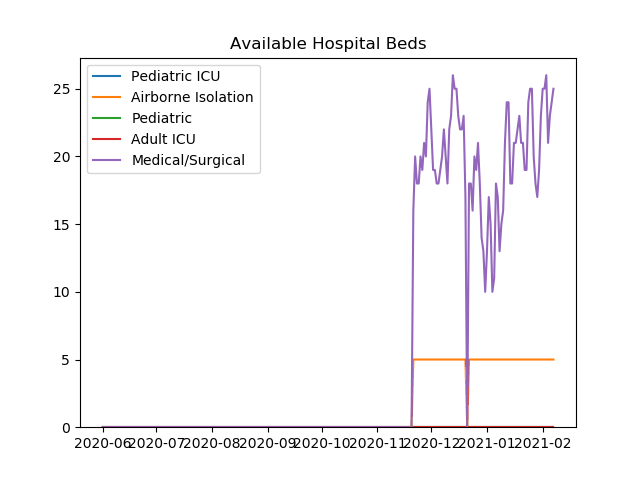 Available Hospital Beds
Pediatric ICU
Airborne Isolation
Pediatric
Adult ICU
Medical/Surgical
25
20
15
10
5
0
2020-06 2020-07 2020-08 2020-09 2020-10 2020-11 2020-12 2021-01 2021-02